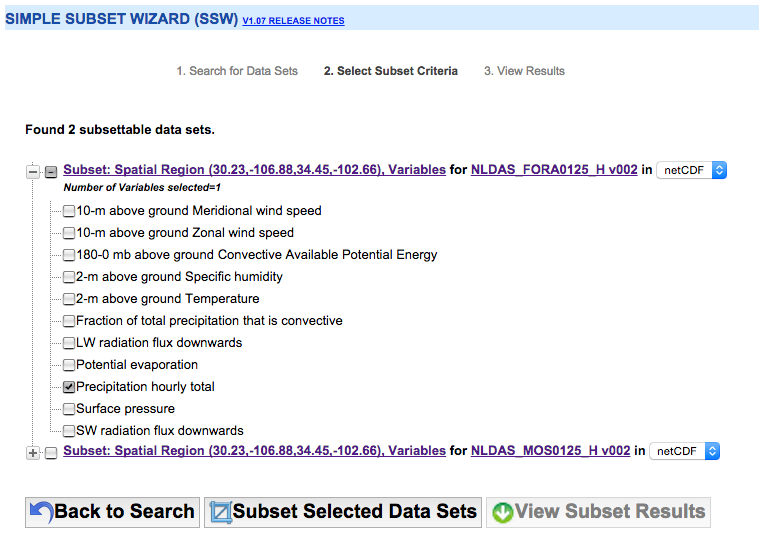 SIMPLE SUBSET WIZARD (SSW) V1.07 RELEASE NOTES
1. Search for Data Sets 2. Select Subset Criteria 3. View Results
Found 2 subsettable data sets.
Subset: Spatial Region (30.23,-106.88,34.45,-102.66), Variables for NLDAS_FORA0125_H v002 in netCDF
Number of Variables selected=1
10-m above ground Meridional wind speed
10-m above ground Zonal wind speed
180-0 mb above ground Convective Available Potential Energy
2-m above ground Specific humidity
2-m above ground Temperature
Fraction of total precipitation that is convective
LW radiation flux downwards
Potential evaporation
Precipitation hourly total
Surface pressure
SW radiation flux downwards
Subset: Spatial Region (30.23,-106.88,34.45,-102.66), Variables for NLDAS_MOS0125_H v002 in netCDF
Back to Search Subset Selected Data Sets View Subset Results